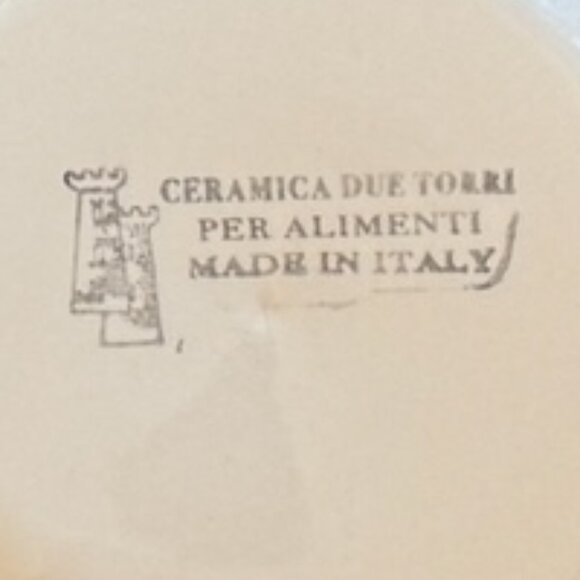 CERAMICA DUE TORRI
PER ALIMENTI
MADE IN ITALY